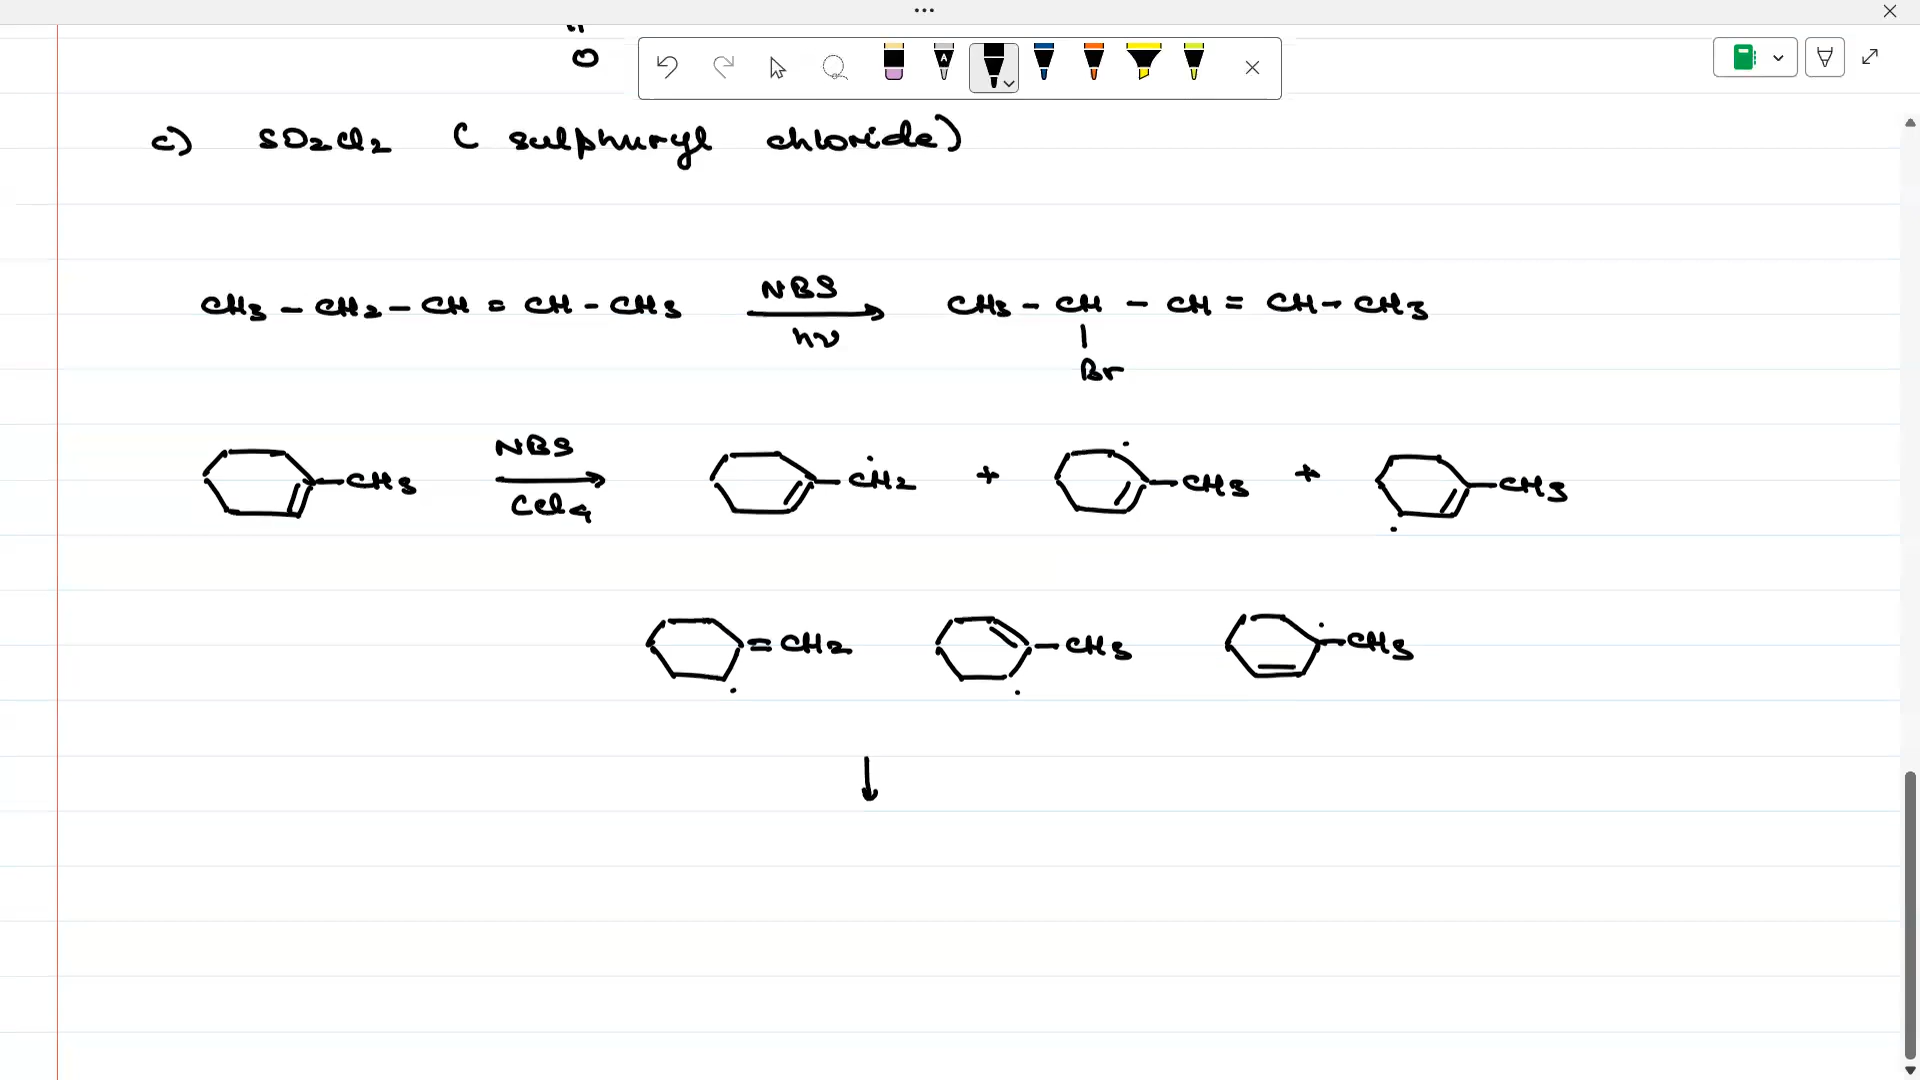 O
c) SO2Cl2 ( sulphuryl chloride)
CH3 - CH2 - CH = CH - CH3 NBS hν CH3 - CH - CH = CH - CH3
Br
-CH3 NBS CCl4 -ĊH2 + -CH3 + -CH3
=CH2 -CH3 -CH3